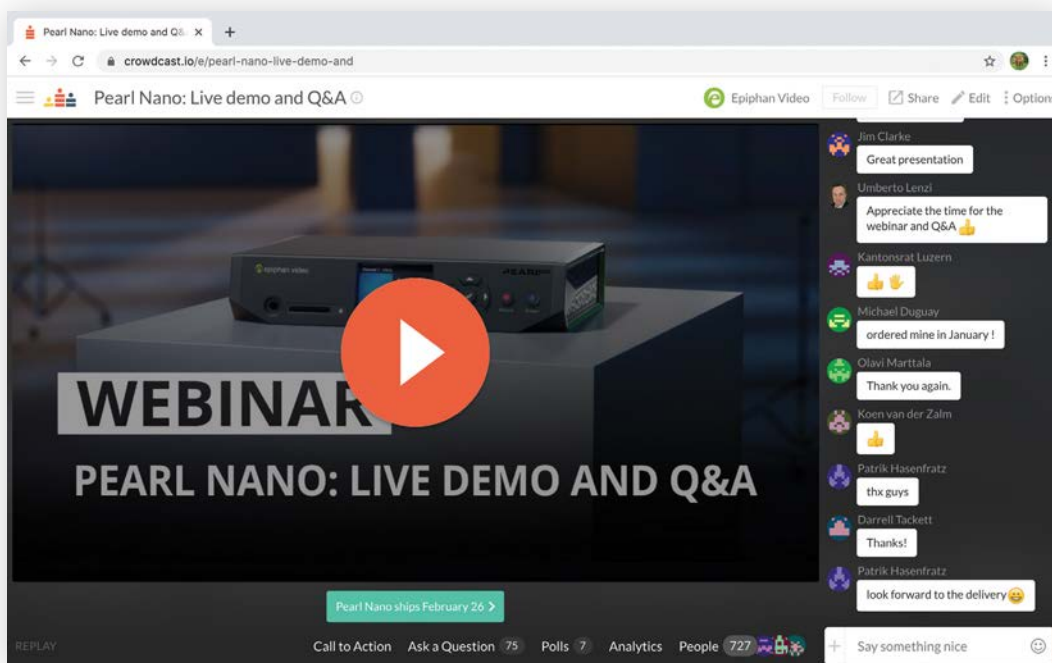 Pearl Nano: Live demo and Q&
crowdcast.io/e/pearl-nano-live-demo-and
Pearl Nano: Live demo and Q&A
Epiphan Video
Follow
Share
Edit
Options
epiphan video
PEARL
WEBINAR
PEARL NANO: LIVE DEMO AND Q&A
Pearl Nano ships February 26 >
REPLAY
Call to Action
Ask a Question 75
Polls 7
Analytics
People 727
Jim Clarke
Great presentation
Umberto Lenzi
Appreciate the time for the
webinar and Q&A 👍
Kantonsrat Luzern
👍🖐
Michael Duguay
ordered mine in January !
Olavi Marttala
Thank you again.
Koen van der Zalm
👍
Patrik Hasenfratz
thx guys
Darrell Tackett
Thanks!
Patrik Hasenfratz
look forward to the delivery😄
Say something nice